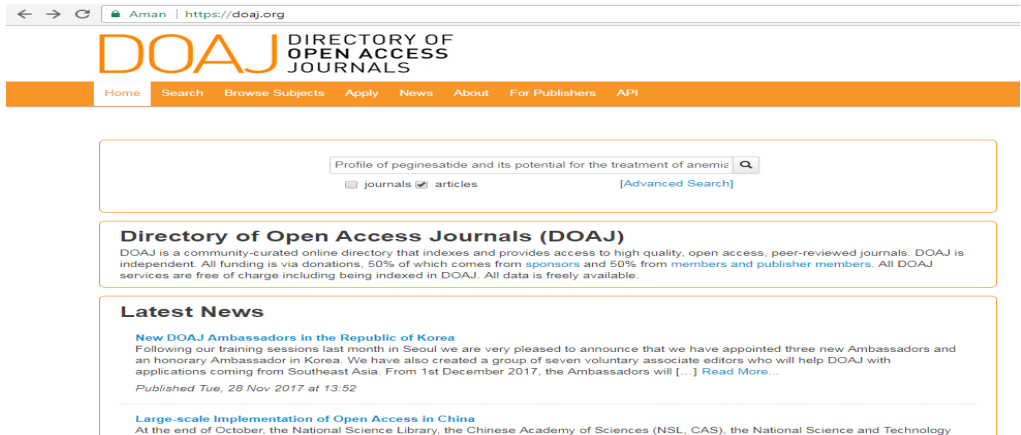 Aman | https://doaj.org
DOAJ DIRECTORY OF
OPEN ACCESS
JOURNALS
Home Search Browse Subjects Apply News About For Publishers API
Profile of peginesatide and its potential for the treatment of anemia
journals articles [Advanced Search]
Directory of Open Access Journals (DOAJ)
DOAJ is a community-curated online directory that indexes and provides access to high quality, open access, peer-reviewed journals. DOAJ is
independent. All funding is via donations, 50% of which comes from sponsors and 50% from members and publisher members. All DOAJ
services are free of charge including being indexed in DOAJ. All data is freely available.
Latest News
New DOAJ Ambassadors in the Republic of Korea
Following our training sessions last month in Seoul we are very pleased to announce that we have appointed three new Ambassadors and
an honorary Ambassador in Korea. We have also created a group of seven voluntary associate editors who will help DOAJ with
applications coming from Southeast Asia. From 1st December 2017, the Ambassadors will [...] Read More...
Published Tue, 28 Nov 2017 at 13:52
Large-scale Implementation of Open Access in China
At the end of October, the National Science Library, the Chinese Academy of Sciences (NSL, CAS), the National Science and Technology